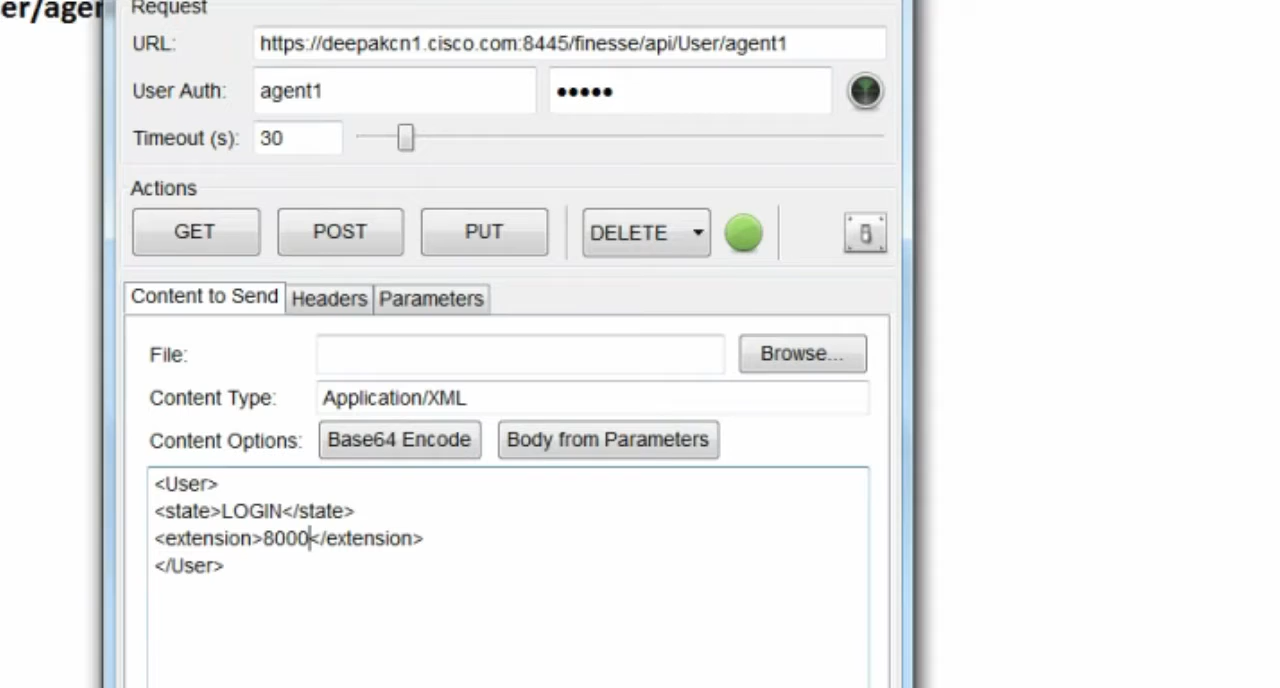 er/agen
Request
URL: https://deepakcn1.cisco.com:8445/finesse/api/User/agent1
User Auth: agent1 •••••
Timeout (s): 30
Actions
GET POST PUT DELETE
Content to Send Headers Parameters
File: Browse...
Content Type: Application/XML
Content Options: Base64 Encode Body from Parameters
<User>
<state>LOGIN</state>
<extension>8000</extension>
</User>